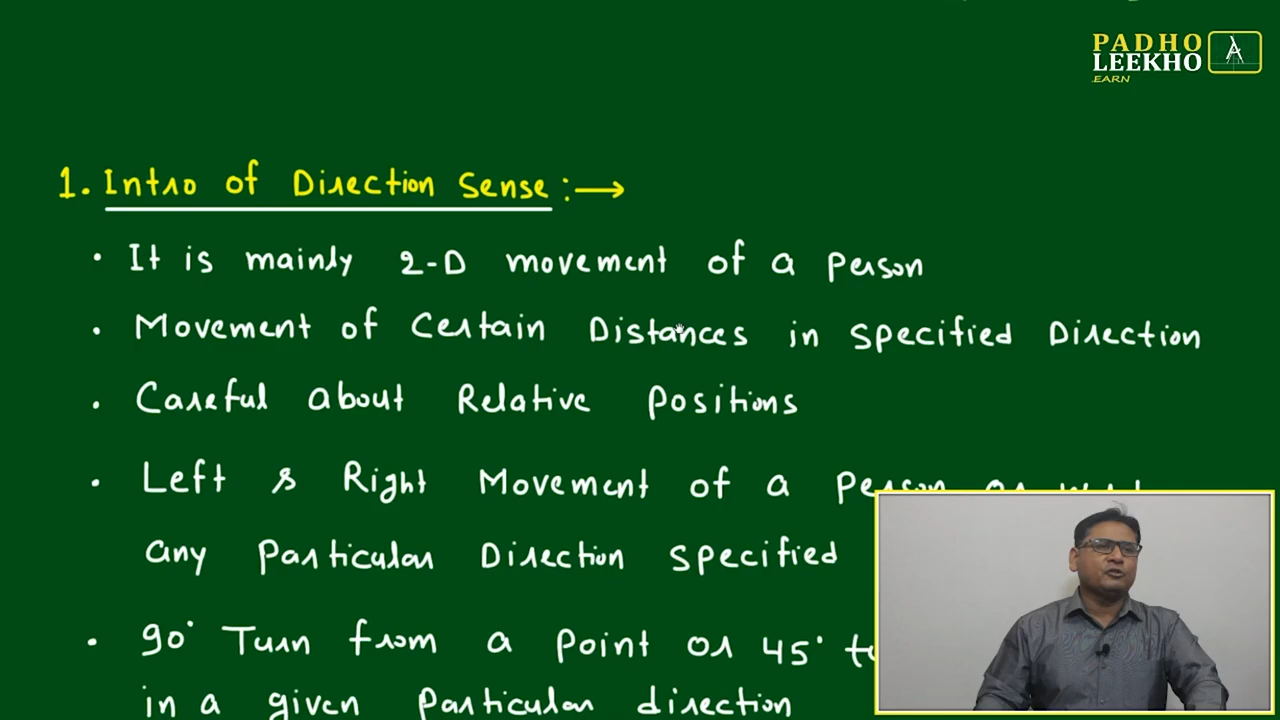 PADHO
LEEKHO
EARN
1. Intro of Direction Sense :→
• It is mainly 2-D movement of a person
• Movement of Certain Distances in specified Direction
• Careful about Relative Positions
• Left & Right Movement of a Person
any Particular Direction specified
• 90° Turn from a Point or 45°
in a given Particular direction